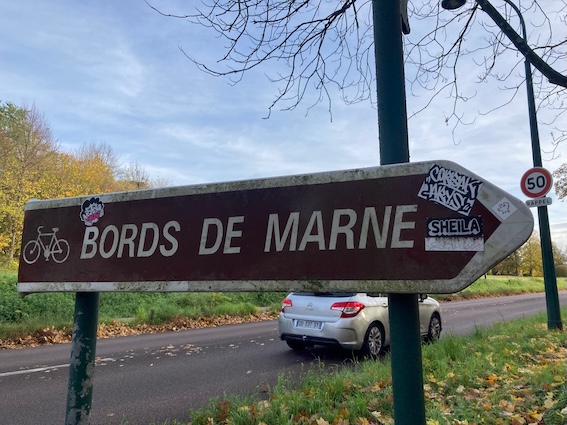 BORDS DE MARNE
SHEILA
50
RAPPEL